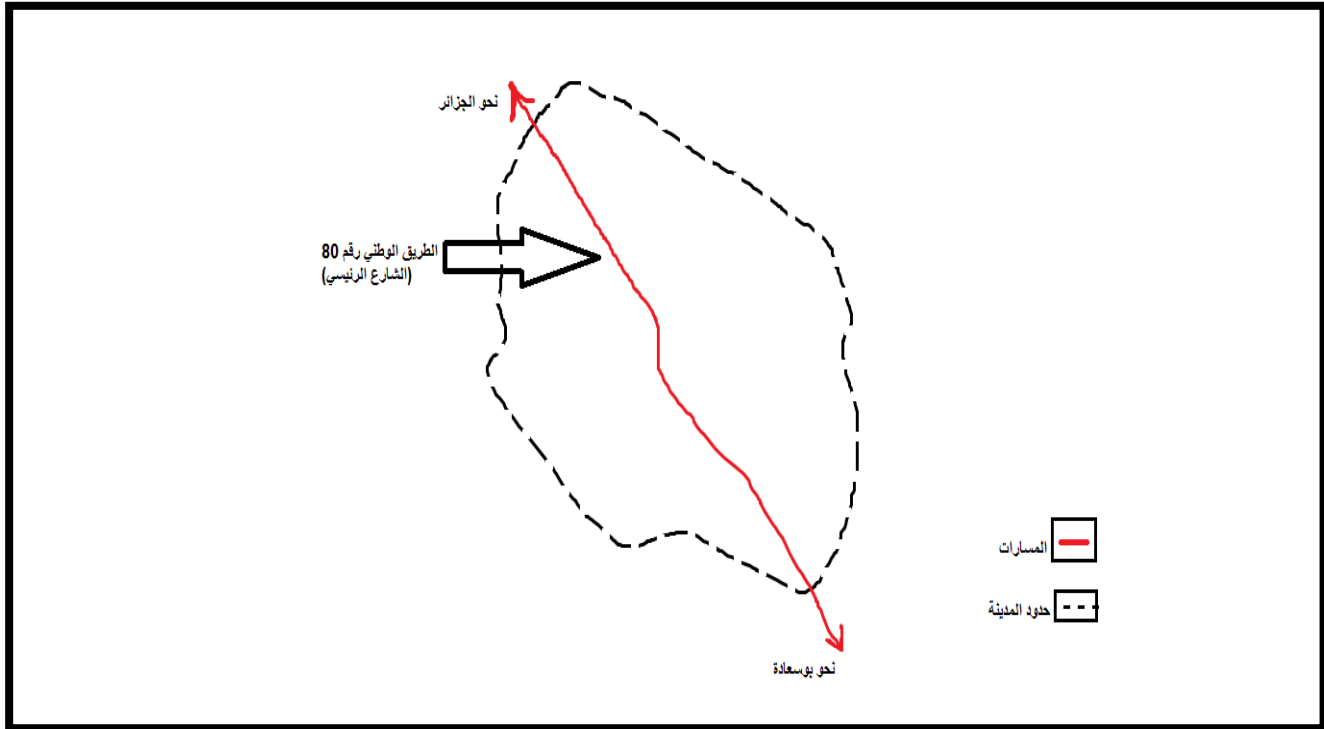 نحو الجزائر
الطريق الوطني رقم 80
(الشارع الرئيسي)
المسارات
حدود المدينة
نحو بوسعادة